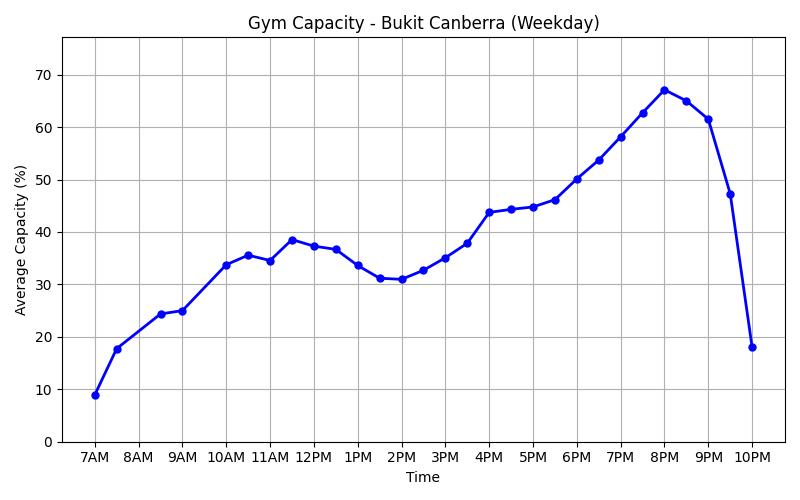 Gym Capacity - Bukit Canberra (Weekday)
Average Capacity (%)
70
60
50
40
30
20
10
0
7AM 8AM 9AM 10AM 11AM 12PM 1PM 2PM 3PM 4PM 5PM 6PM 7PM 8PM 9PM 10PM
Time